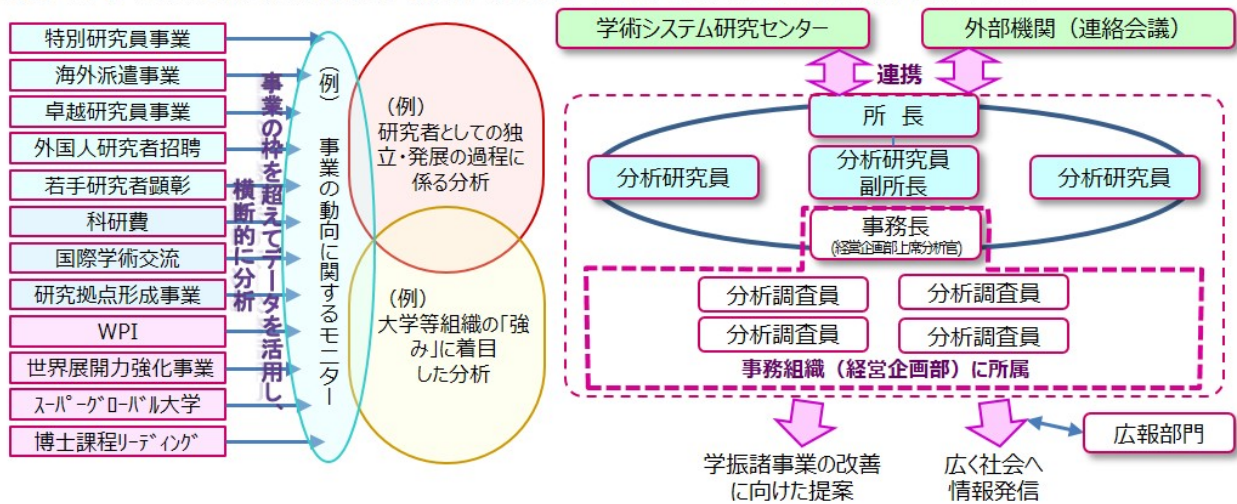 特別研究員事業
海外派遣事業
卓越研究員事業
外国人研究者招聘
若手研究者顕彰
科研費
国際学術交流
研究拠点形成事業
WPI
世界展開力強化事業
ｽｰﾊﾟｰｸﾞﾛｰﾊﾞﾙ大学
博士課程ﾘｰﾃﾞｨﾝｸﾞ
事業の枠を超えてデータを活用し、
横断的に分析
（例）　事業の動向に関するモニター
（例）
研究者としての独
立・発展の過程に
係る分析
（例）
大学等組織の「強
み」に着目
した分析
学術システム研究センター
外部機関（連絡会議）
連携
所 長
分析研究員
分析研究員
副所長
分析研究員
事務長
(経営企画部上席分析官)
分析調査員
分析調査員
分析調査員
分析調査員
事務組織（経営企画部）に所属
学振諸事業の改善
に向けた提案
広く社会へ
情報発信
広報部門